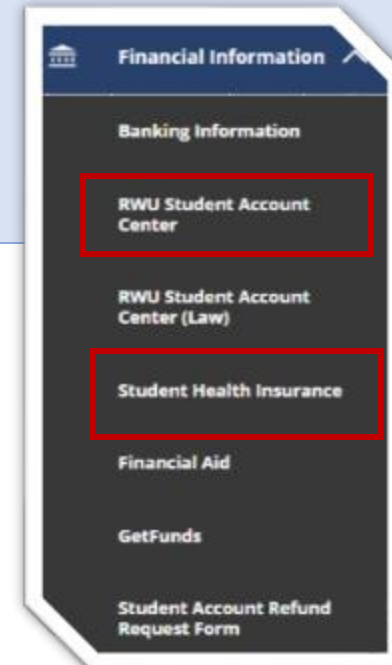 Financial Information
Banking Information
RWU Student Account
Center
RWU Student Account
Center (Law)
Student Health Insurance
Financial Aid
GetFunds
Student Account Refund
Request Form